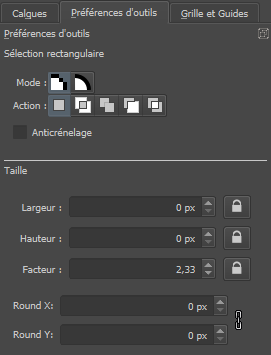 Calques Préférences d'outils Grille et Guides
Préférences d'outils
Sélection rectangulaire
Mode :
Action :
Anticrénelage
Taille
Largeur : 0 px
Hauteur : 0 px
Facteur : 2,33
Round X: 0 px
Round Y: 0 px